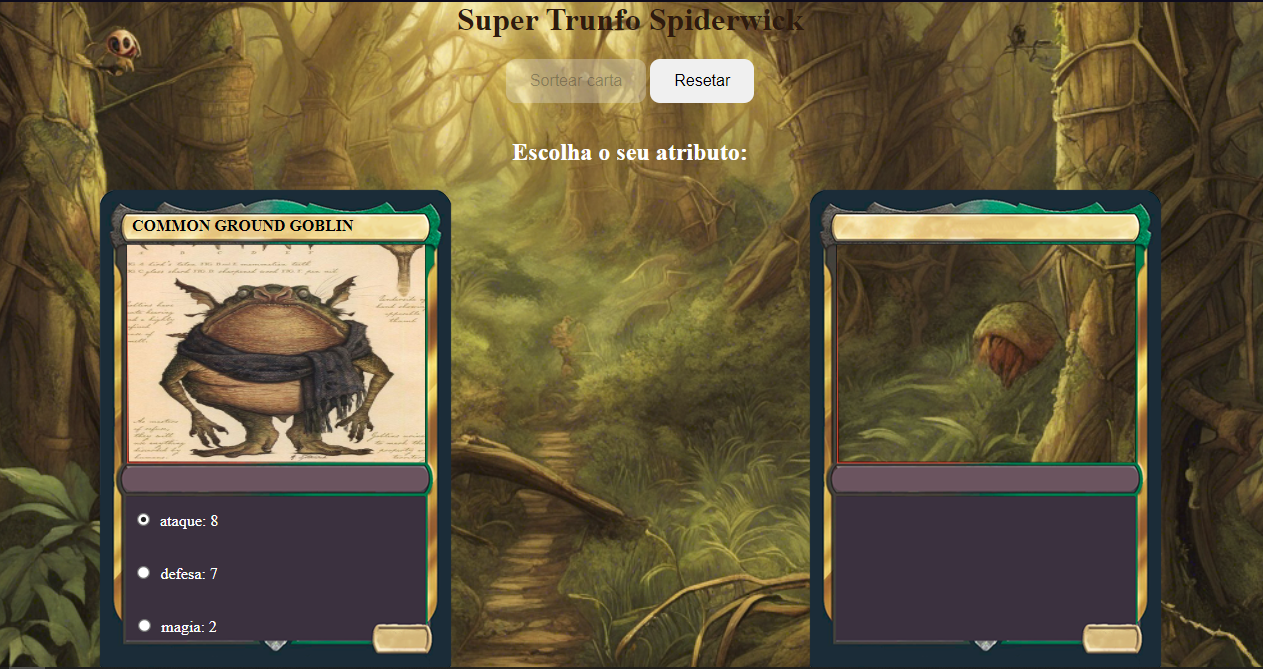 Super Trunfo Spiderwick
Sortear carta
Resetar
Escolha o seu atributo:
COMMON GROUND GOBLIN
ataque: 8
defesa: 7
magia: 2